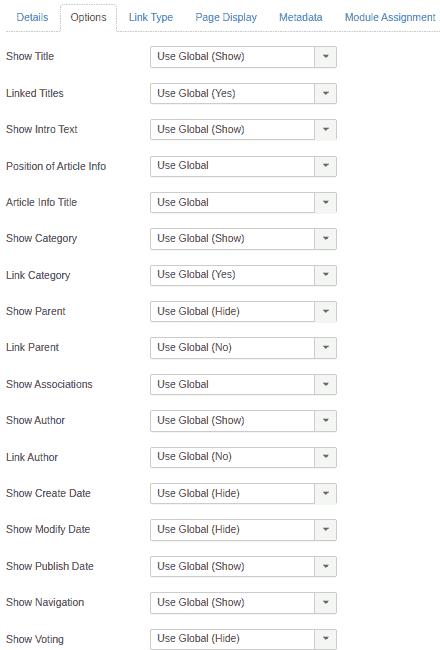 Details Options Link Type Page Display Metadata Module Assignment
Show Title Use Global (Show)
Linked Titles Use Global (Yes)
Show Intro Text Use Global (Show)
Position of Article Info Use Global
Article Info Title Use Global
Show Category Use Global (Show)
Link Category Use Global (Yes)
Show Parent Use Global (Hide)
Link Parent Use Global (No)
Show Associations Use Global
Show Author Use Global (Show)
Link Author Use Global (No)
Show Create Date Use Global (Hide)
Show Modify Date Use Global (Hide)
Show Publish Date Use Global (Show)
Show Navigation Use Global (Show)
Show Voting Use Global (Hide)